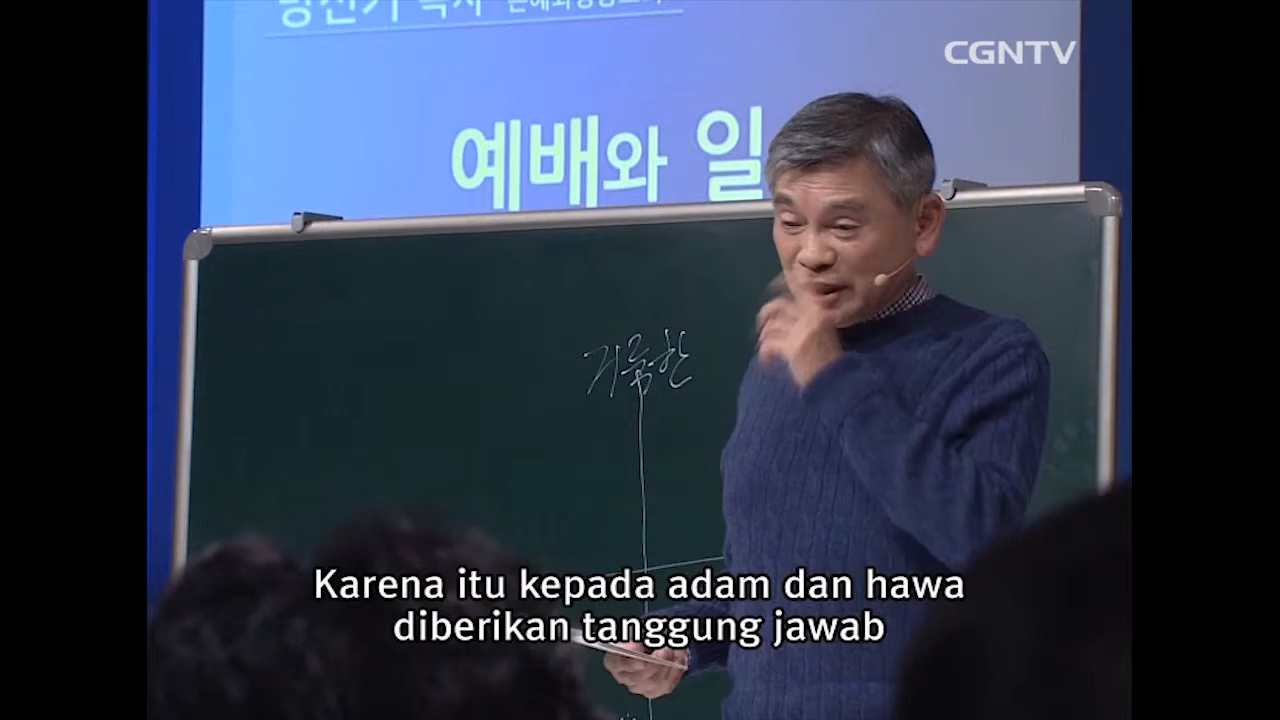 CGNTV
예배와 일
거룩한
Karena itu kepada adam dan hawa
diberikan tanggung jawab